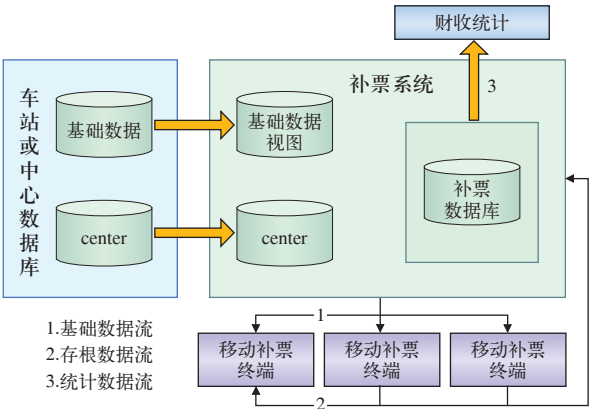 财收统计
补票系统
3
车站或中心数据库
基础数据
基础数据
视图
补票
数据库
center
center
1
1.基础数据流
2.存根数据流
3.统计数据流
移动补票
终端
移动补票
终端
移动补票
终端
2